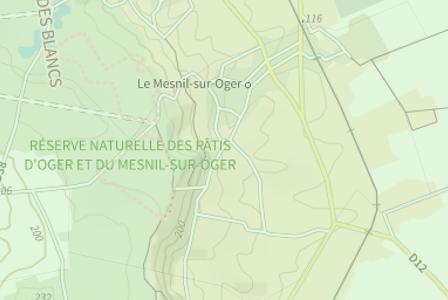 116
DES BLANCS
Le Mesnil-sur-Oger
RÉSERVE NATURELLE DES PÂTIS
D'OGER ET DU MESNIL-SUR-OGER
200
200
D12
232